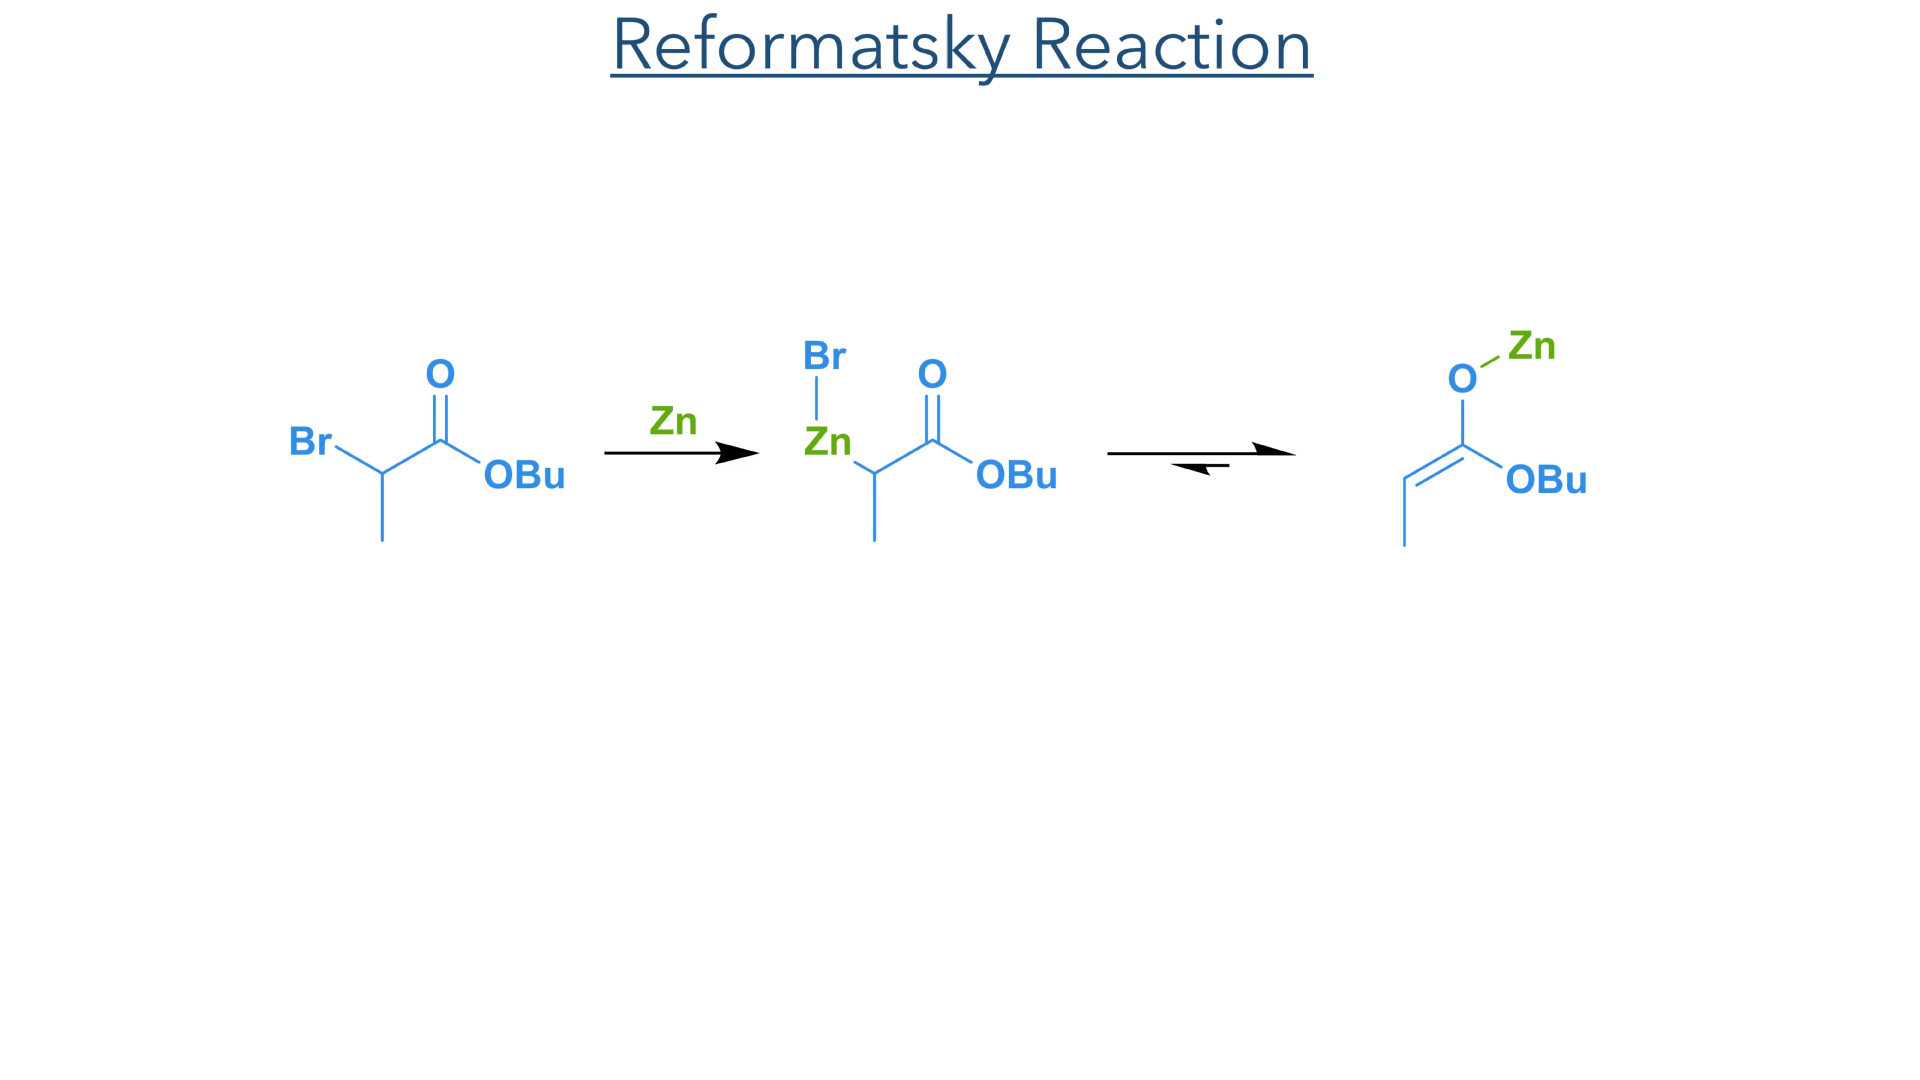 Reformatsky Reaction
Br
O
OBu
Zn
Br
Zn
O
OBu
Zn
O
OBu